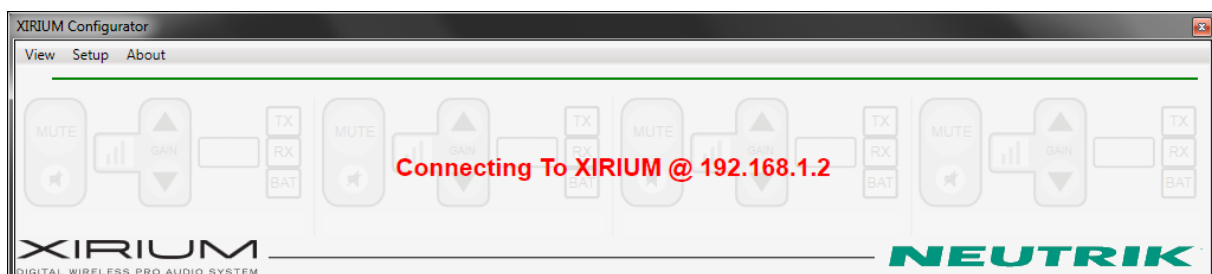 XIRIUM Configurator
View Setup About
MUTE GAIN TX RX BAT
MUTE GAIN TX RX BAT
MUTE GAIN TX RX BAT
MUTE GAIN TX RX BAT
Connecting To XIRIUM @ 192.168.1.2
XIRIUM
DIGITAL WIRELESS PRO AUDIO SYSTEM
NEUTRIK